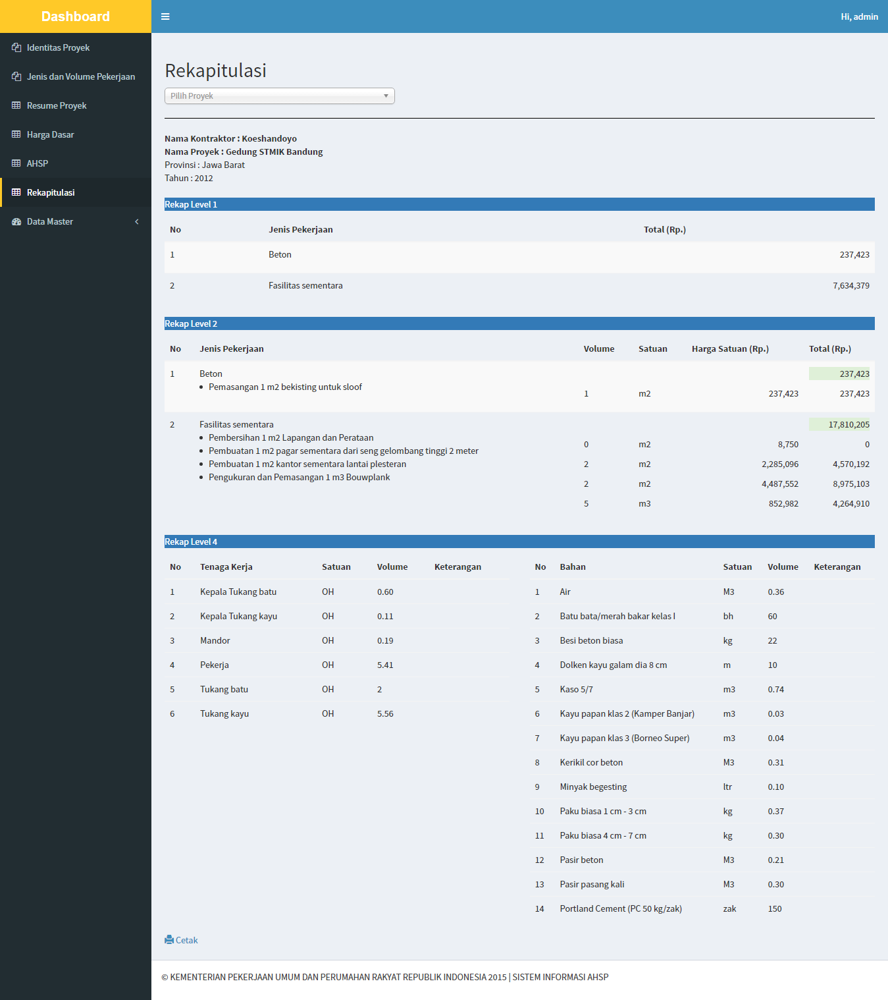 Dashboard
Hi, admin
Identitas Proyek
Jenis dan Volume Pekerjaan
Resume Proyek
Harga Dasar
AHSP
Rekapitulasi
Data Master
Rekapitulasi
Pilih Proyek
Nama Kontraktor : Koeshandoyo
Nama Proyek : Gedung STMIK Bandung
Provinsi : Jawa Barat
Tahun : 2012
Rekap Level 1
No Jenis Pekerjaan Total (Rp.)
1 Beton 237,423
2 Fasilitas sementara 7,634,379
Rekap Level 2
No Jenis Pekerjaan Volume Satuan Harga Satuan (Rp.) Total (Rp.)
1 Beton 237,423
• Pemasangan 1 m2 bekisting untuk sloof
1 m2 237,423 237,423
2 Fasilitas sementara 17,810,205
• Pembersihan 1 m2 Lapangan dan Perataan
0 m2 8,750 0
• Pembuatan 1 m2 pagar sementara dari seng gelombang tinggi 2 meter
• Pembuatan 1 m2 kantor sementara lantai plesteran
2 m2 2,285,096 4,570,192
• Pengukuran dan Pemasangan 1 m3 Bouwplank
2 m2 4,487,552 8,975,103
5 m3 852,982 4,264,910
Rekap Level 4
No Tenaga Kerja Satuan Volume Keterangan
1 Kepala Tukang batu OH 0.60
2 Kepala Tukang kayu OH 0.11
3 Mandor OH 0.19
4 Pekerja OH 5.41
5 Tukang batu OH 2
6 Tukang kayu OH 5.56
No Bahan Satuan Volume Keterangan
1 Air M3 0.36
2 Batu bata/merah bakar kelas I bh 60
3 Besi beton biasa kg 22
4 Dolken kayu galam dia 8 cm m 10
5 Kaso 5/7 m3 0.74
6 Kayu papan klas 2 (Kamper Banjar) m3 0.03
7 Kayu papan klas 3 (Borneo Super) m3 0.04
8 Kerikil cor beton M3 0.31
9 Minyak begesting ltr 0.10
10 Paku biasa 1 cm - 3 cm kg 0.37
11 Paku biasa 4 cm - 7 cm kg 0.30
12 Pasir beton M3 0.21
13 Pasir pasang kali M3 0.30
14 Portland Cement (PC 50 kg/zak) zak 150
Cetak
© KEMENTERIAN PEKERJAAN UMUM DAN PERUMAHAN RAKYAT REPUBLIK INDONESIA 2015 | SISTEM INFORMASI AHSP